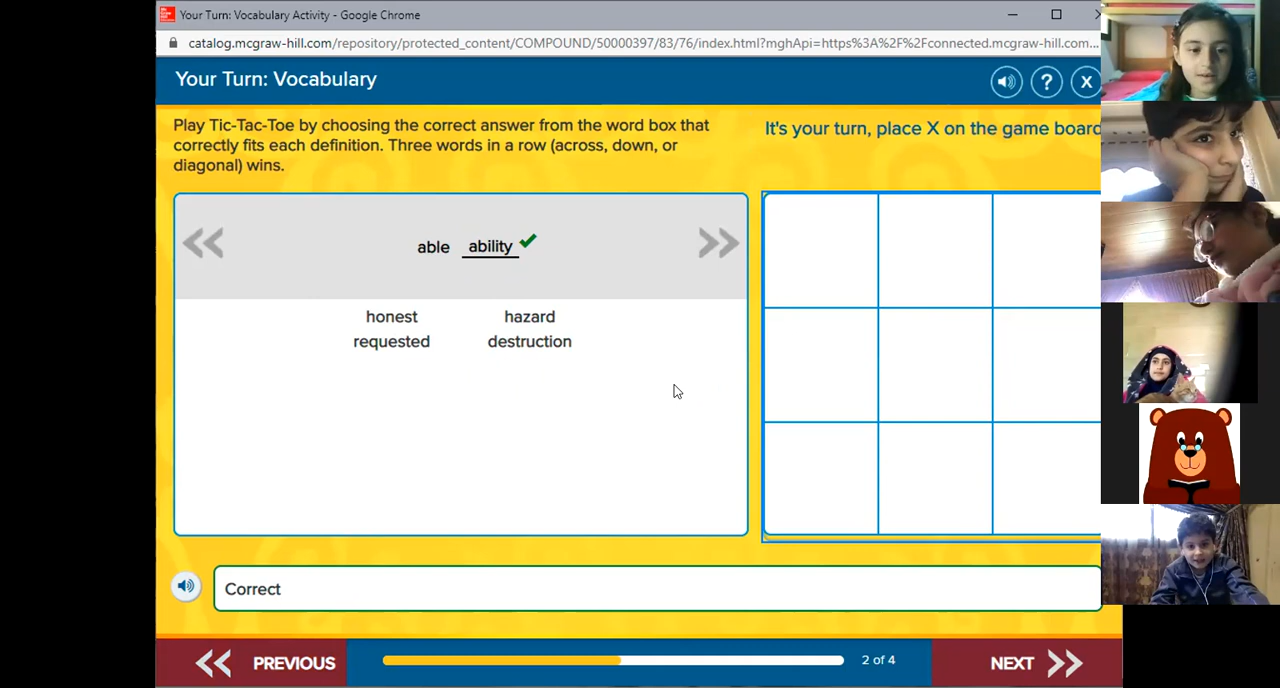 Your Turn: Vocabulary Activity - Google Chrome
catalog.mcgraw-hill.com/repository/protected_content/COMPOUND/50000397/83/76/index.html?mghApi=https%3A%2F%2Fconnected.mcgraw-hill.com...
Your Turn: Vocabulary
?
X
Play Tic-Tac-Toe by choosing the correct answer from the word box that
correctly fits each definition. Three words in a row (across, down, or
diagonal) wins.
It's your turn, place X on the game board
able ability
honest hazard
requested destruction
Correct
PREVIOUS
2 of 4
NEXT